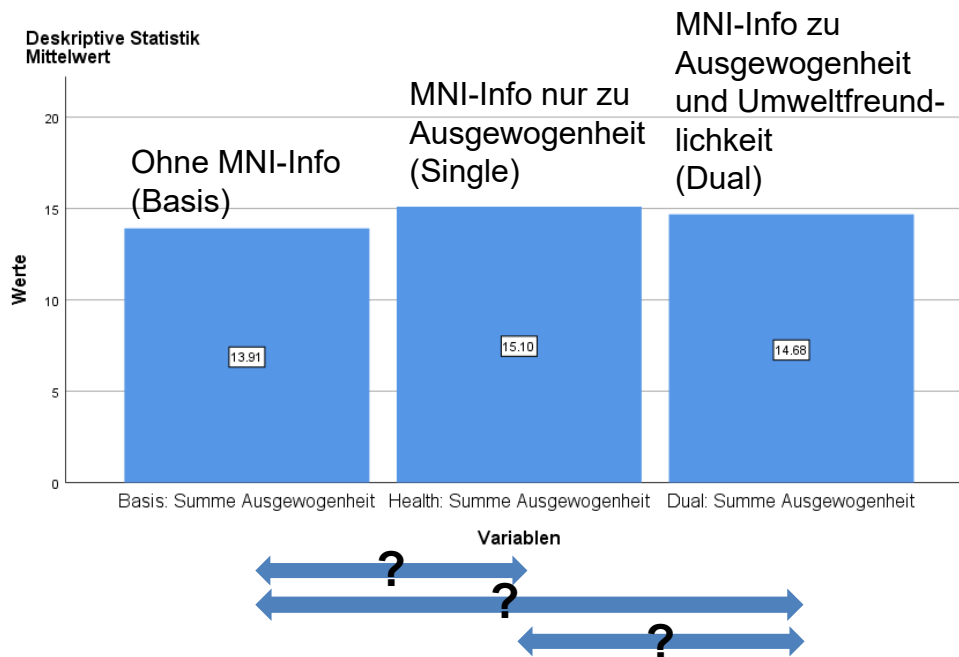 Deskriptive Statistik
Mittelwert
Ohne MNI-Info
(Basis)
MNI-Info nur zu
Ausgewogenheit
(Single)
MNI-Info zu
Ausgewogenheit
und Umweltfreund-
lichkeit
(Dual)
Werte
20
15
10
5
0
13.91
15.10
14.68
Basis: Summe Ausgewogenheit
Health: Summe Ausgewogenheit
Dual: Summe Ausgewogenheit
Variablen
?
?
?